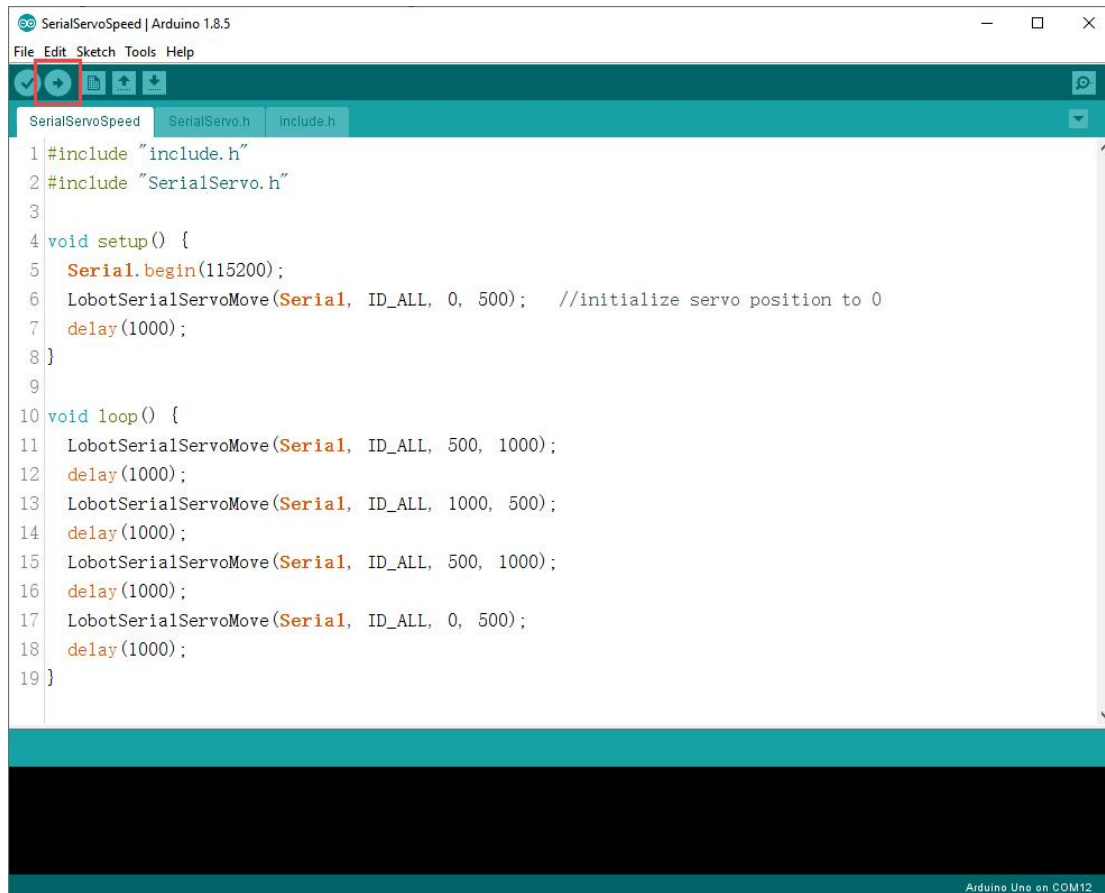 SerialServoSpeed | Arduino 1.8.5
File Edit Sketch Tools Help
SerialServoSpeed SerialServo.h include.h
1 #include "include.h"
2 #include "SerialServo.h"
3
4 void setup() {
5   Serial.begin(115200);
6   LobotSerialServoMove(Serial, ID_ALL, 0, 500);   //initialize servo position to 0
7   delay(1000);
8 }
9
10 void loop() {
11   LobotSerialServoMove(Serial, ID_ALL, 500, 1000);
12   delay(1000);
13   LobotSerialServoMove(Serial, ID_ALL, 1000, 500);
14   delay(1000);
15   LobotSerialServoMove(Serial, ID_ALL, 500, 1000);
16   delay(1000);
17   LobotSerialServoMove(Serial, ID_ALL, 0, 500);
18   delay(1000);
19 }
Arduino Uno on COM12